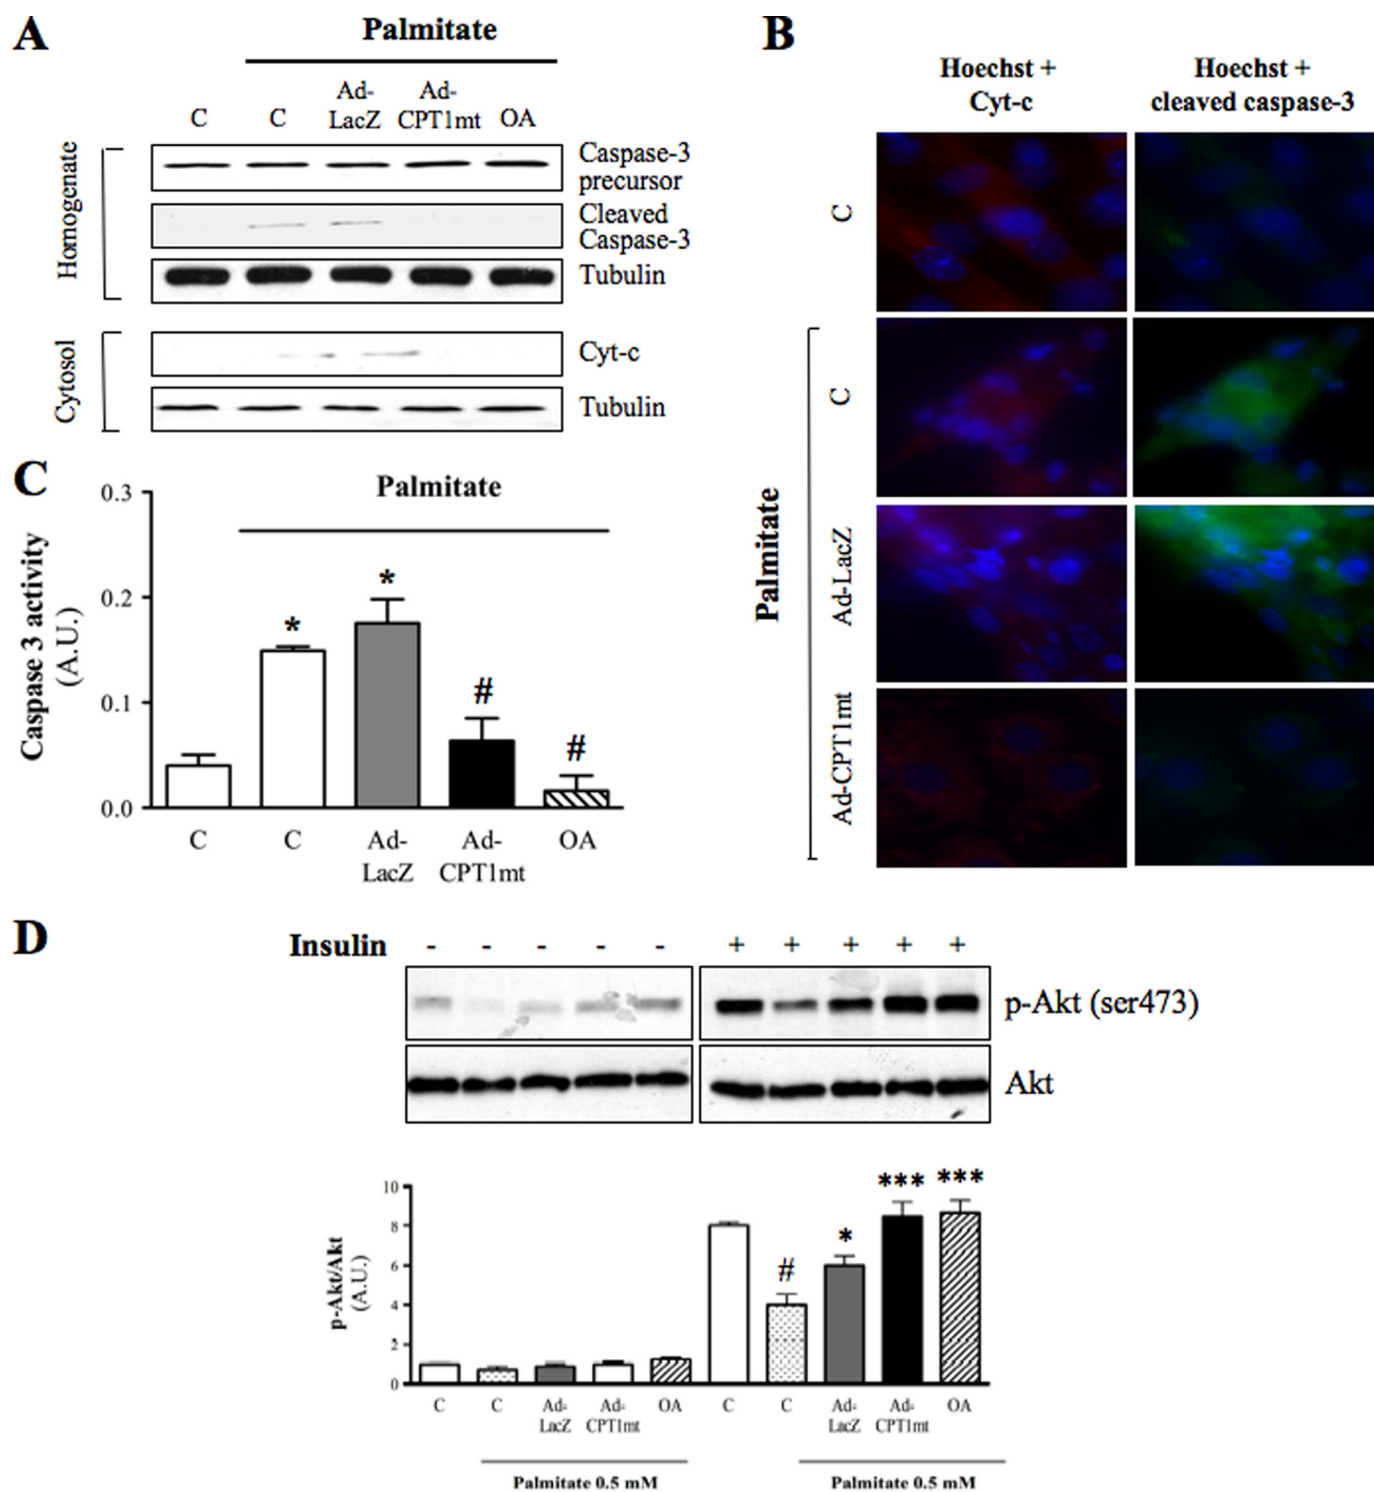 A
Palmitate
C
C
Ad-
LacZ
Ad-
CPT1mt
OA
Homogenate
Caspase-3
precursor
Cleaved
Caspase-3
Tubulin
Cytosol
Cyt-c
Tubulin
B
Hoechst +
Cyt-c
Hoechst +
cleaved caspase-3
C
Palmitate
C
Ad-LacZ
Ad-CPT1mt
C
Palmitate
Caspase 3 activity
(A.U.)
0.3
0.2
0.1
0.0
*
*
#
#
C
C
Ad-
LacZ
Ad-
CPT1mt
OA
D
Insulin - - - - - + + + + +
p-Akt (ser473)
Akt
p-Akt/Akt
(A.U.)
10
8
6
4
2
0
#
*
***
***
C
C
Ad-
LacZ
Ad-
CPT1mt
OA
C
C
Ad-
LacZ
Ad-
CPT1mt
OA
Palmitate 0.5 mM
Palmitate 0.5 mM